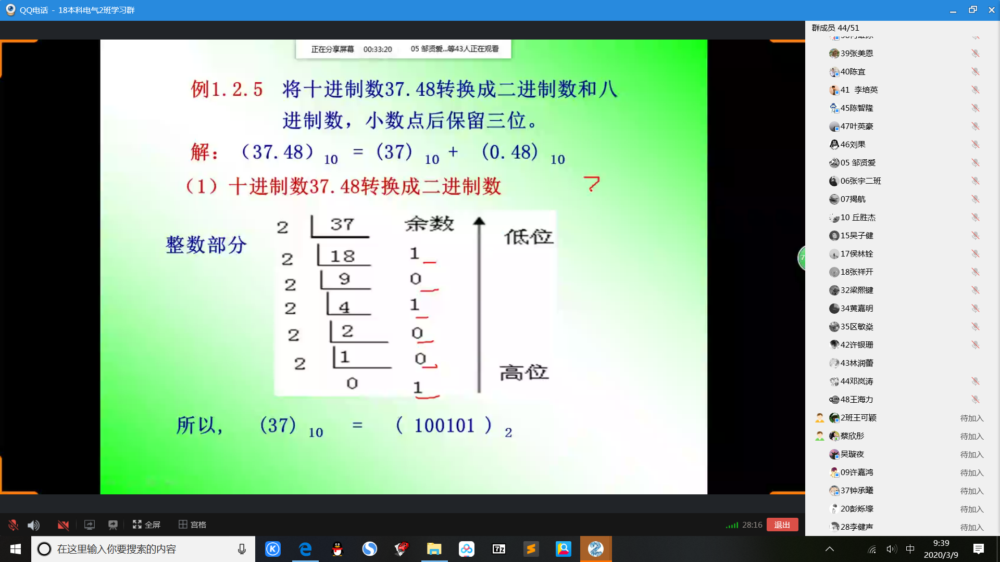 QQ电话 - 18本科电气2班学习群
正在分享屏幕 00:33:20 05 邹贤爱...等43人正在观看
例1.2.5 将十进制数37.48转换成二进制数和八
进制数，小数点后保留三位。
解：（37.48）10 = (37) 10 + (0.48) 10
（1）十进制数37.48转换成二进制数
整数部分
2 37 余数
低位
2 18 1
2 9 0
2 4 1
2 2 0
2 1 0
高位
0 1
所以， (37) 10 = ( 100101 ) 2
群成员 44/51
39张美恩
40陈宜
41 李培英
45陈智隆
47叶英豪
46刘果
05 邹贤爱
06张宇二班
07揭航
10 丘胜杰
15吴子健
17侯林铨
18张祥开
32梁熙键
34黄嘉明
35区敏燊
42许银珊
43林润蕾
44邓岚涛
48王海力
2班王可颖 待加入
蔡欣彤 待加入
吴璇夜 待加入
09许嘉鸿 待加入
37钟承曦 待加入
20彭烁壕 待加入
28李健声 待加入
全屏 宫格 28:16 退出
在这里输入你要搜索的内容
7z
中
9:39
2020/3/9